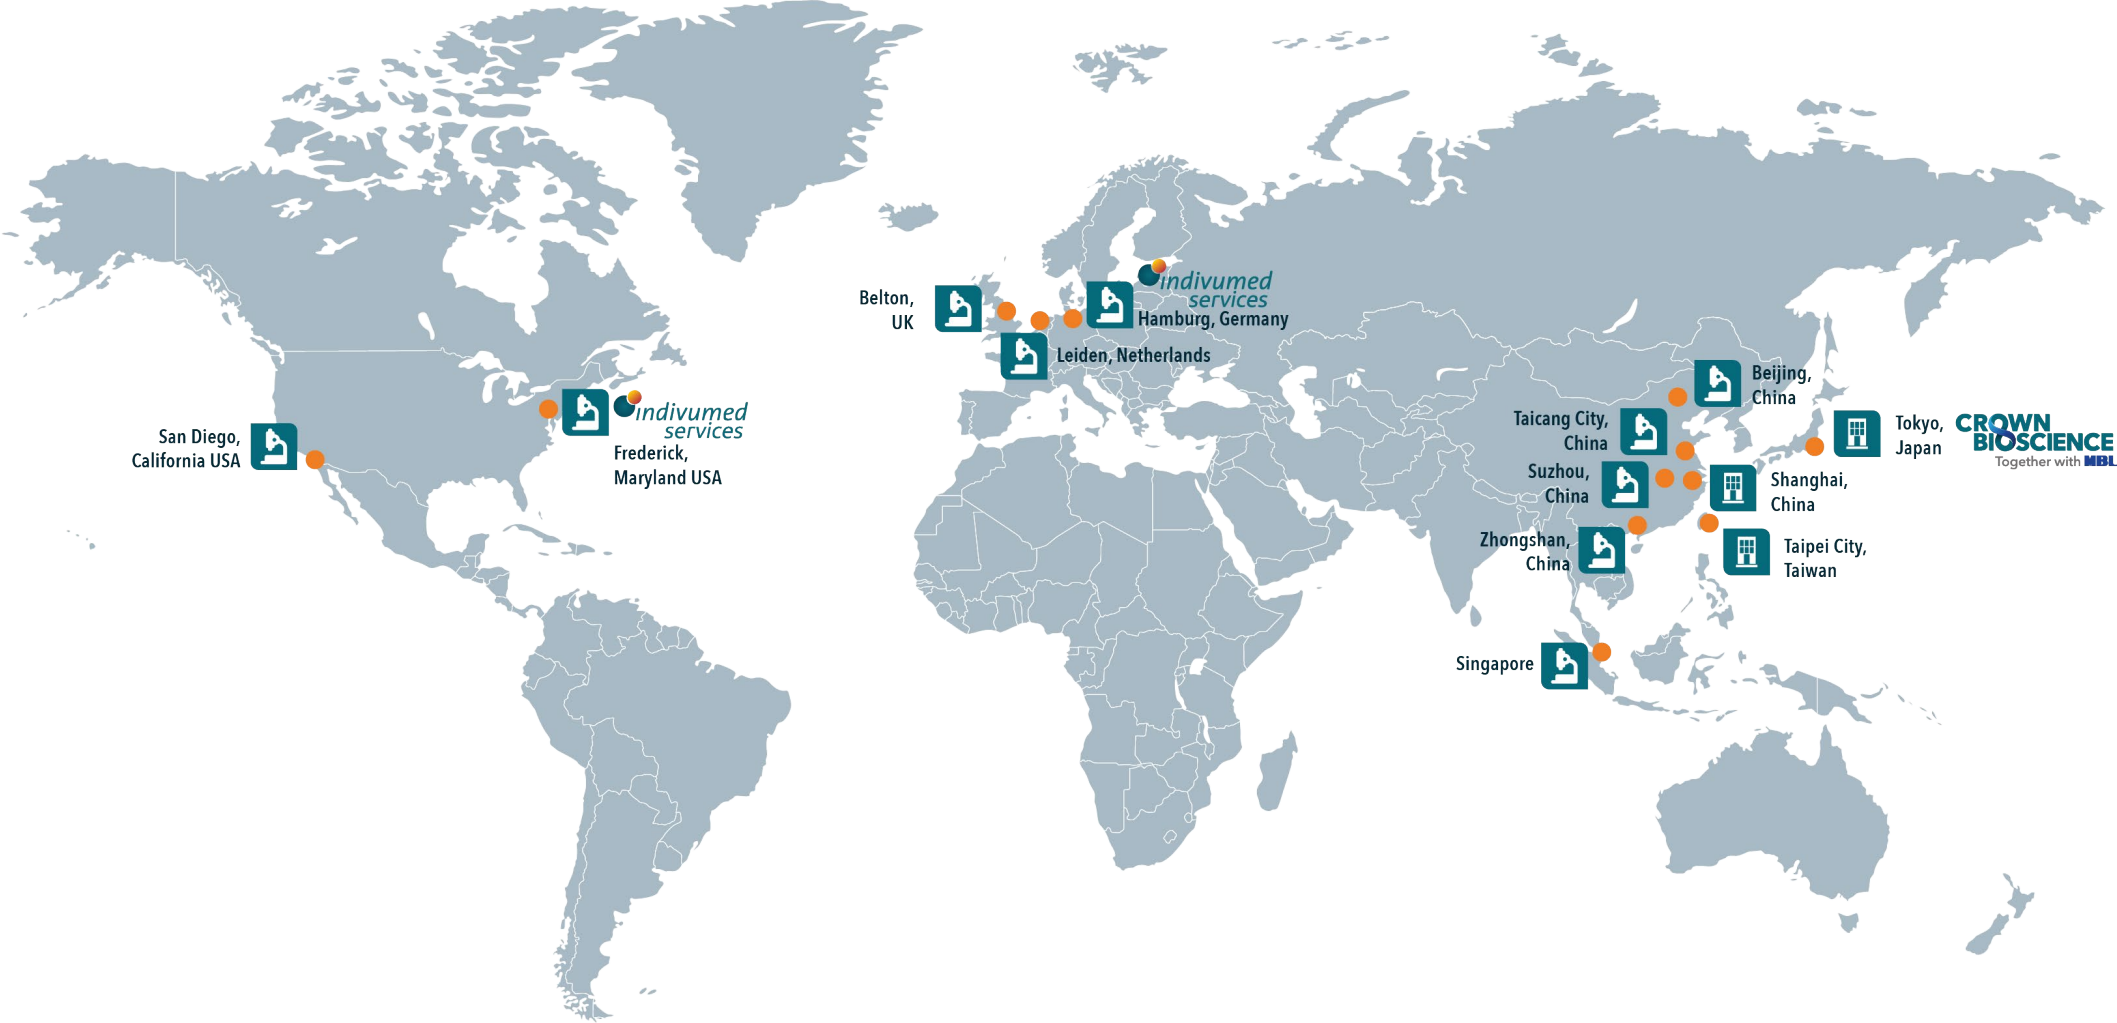 San Diego,
California USA
indivumed
services
Frederick,
Maryland USA
Belton,
UK
indivumed
services
Hamburg, Germany
Leiden, Netherlands
Beijing,
China
Taicang City,
China
Tokyo,
Japan
CROWN
BIOSCIENCE
Together with MBL
Suzhou,
China
Shanghai,
China
Zhongshan,
China
Taipei City,
Taiwan
Singapore